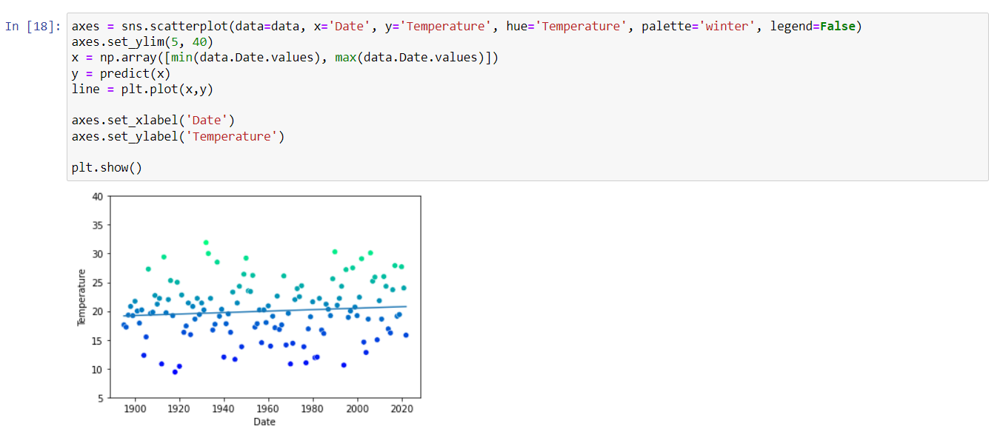 In [18]: axes = sns.scatterplot(data=data, x='Date', y='Temperature', hue='Temperature', palette='winter', legend=False)
axes.set_ylim(5, 40)
x = np.array([min(data.Date.values), max(data.Date.values)])
y = predict(x)
line = plt.plot(x,y)
axes.set_xlabel('Date')
axes.set_ylabel('Temperature')
plt.show()
40
35
30
25
20
15
10
5
Temperature
1900 1920 1940 1960 1980 2000 2020
Date